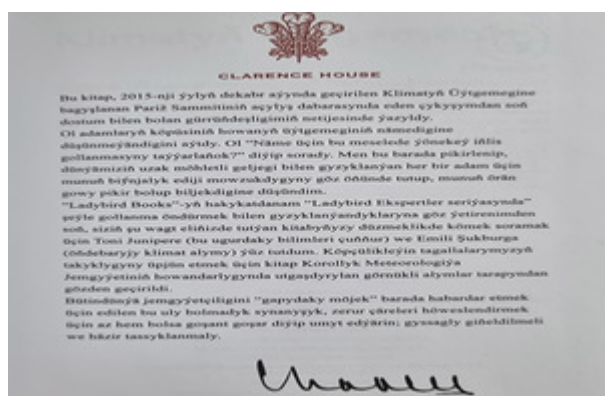 CLARENCE HOUSE
Bu kitap, 2015-nji ýylyň dekabr aýynda geçirilen Klimatyň Üýtgemegine
bagyşlanan Pariž Sammitiniň açylyş dabarasynda eden çykyşymdan soň
dostum bilen bolan gürrüňdeşligimiň netijesinde ýazyldy.
Ol adamlaryň köpüsiniň howanyň üýtgemeginiň nämedigine
düşünmeýändigini aýtdy. Ol "Näme üçin bu meselede ýönekeý iňlis
gollanmasyny taýýarlaňok?" diýip sorady. Men bu barada pikirlenip,
dünýämiziň uzak möhletli geljegi bilen gyzyklanýan her bir adam üçin
munuň biynjalyk ediji mowzukdygyny göz öňünde tutup, munuň örän
gowy pikir bolup biljekdigine düşündim.
"Ladybird Books"-yň hakykatdanam "Ladybird Ekspertler seriýasynda"
şeýle gollanma öndürmek bilen gyzyklanýandyklaryna göz ýetirenimden
soň, siziň şu wagt eliňizde tutýan kitabyňyzy düzmeklikde kömek soramak
üçin Toni Junipere (bu ugurdaky bilimleri çuňňur) we Emili Şukburga
(öňdebaryjy klimat alymy) ýüz tutdum. Köpçülikleýin tagallalarymyzyň
takyklygyny üpjün etmek üçin kitap Korollyk Meteorologiýa
Jemgyýetiniň howandarlygynda utgaşdyrylan görnükli alymlar tarapyndan
gözden geçirildi.
Bütindünýä jemgyýetçiligini "gapydaky möjek" barada habardar etmek
üçin edilen bu uly bolmadyk synanyşyk, zerur çäreleri höweslendirmek
üçin az hem bolsa goşant goşar diýip umyt edýärin; gyssagly giňeldilmeli
we häzir tassyklanmaly.